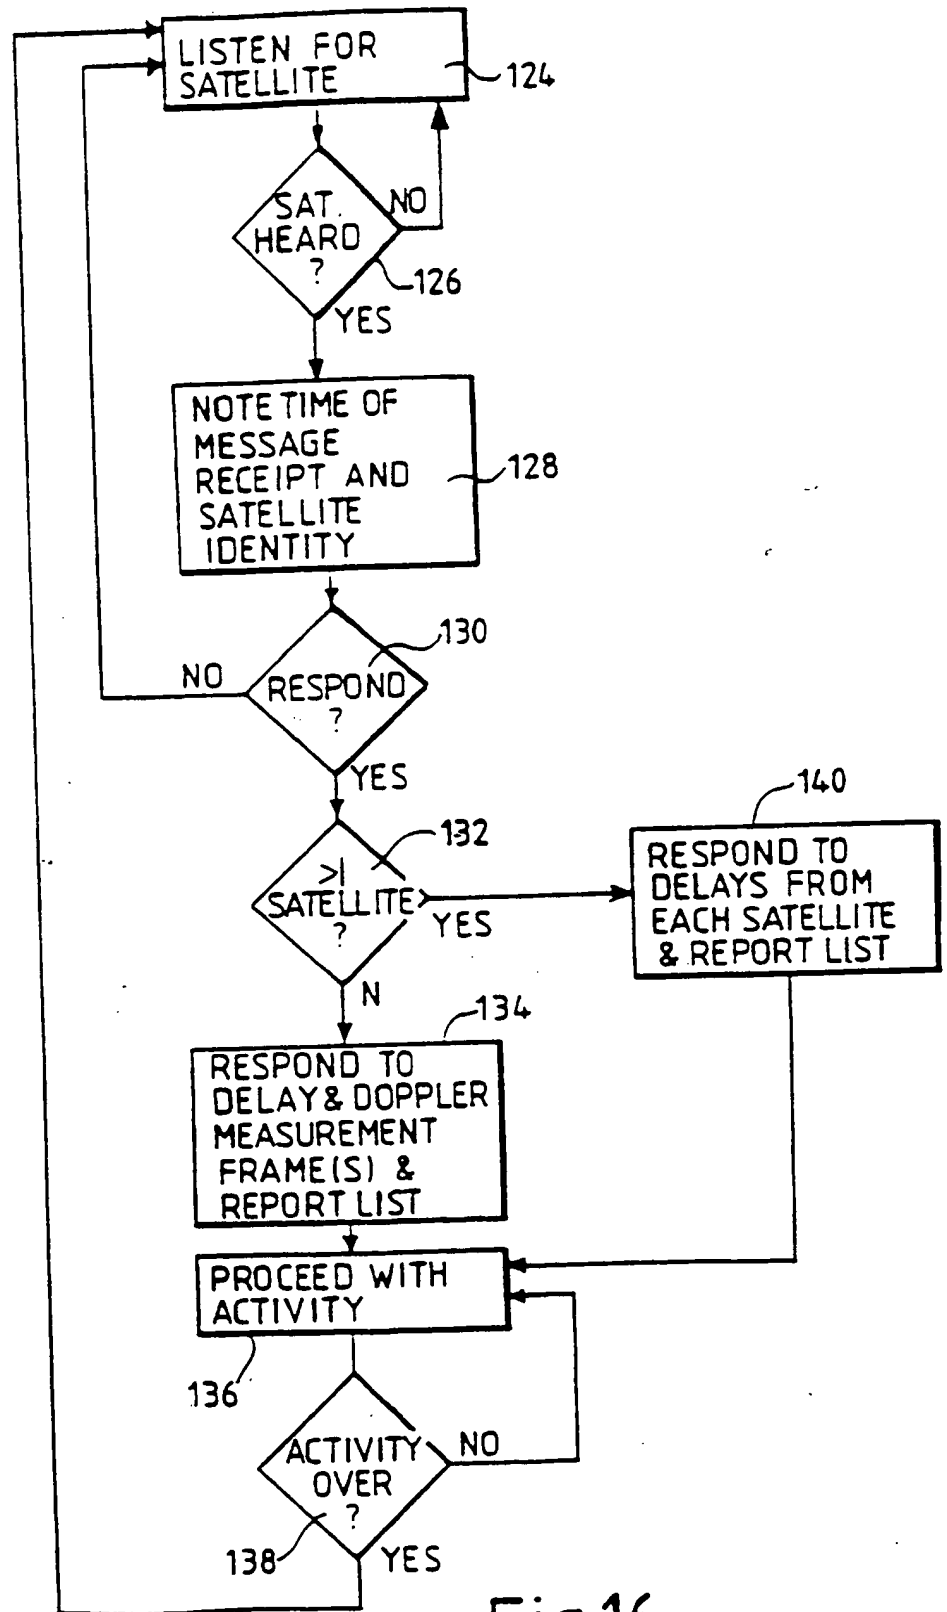 LISTEN FOR
SATELLITE
124
SAT.
HEARD
?
NO
126
YES
NOTE TIME OF
MESSAGE
RECEIPT AND
SATELLITE
IDENTITY
128
130
NO
RESPOND
?
YES
132
>1
SATELLITE
?
YES
140
RESPOND TO
DELAYS FROM
EACH SATELLITE
& REPORT LIST
N
134
RESPOND TO
DELAY & DOPPLER
MEASUREMENT
FRAME(S) &
REPORT LIST
PROCEED WITH
ACTIVITY
136
ACTIVITY
OVER
?
NO
138
YES
Fig 16